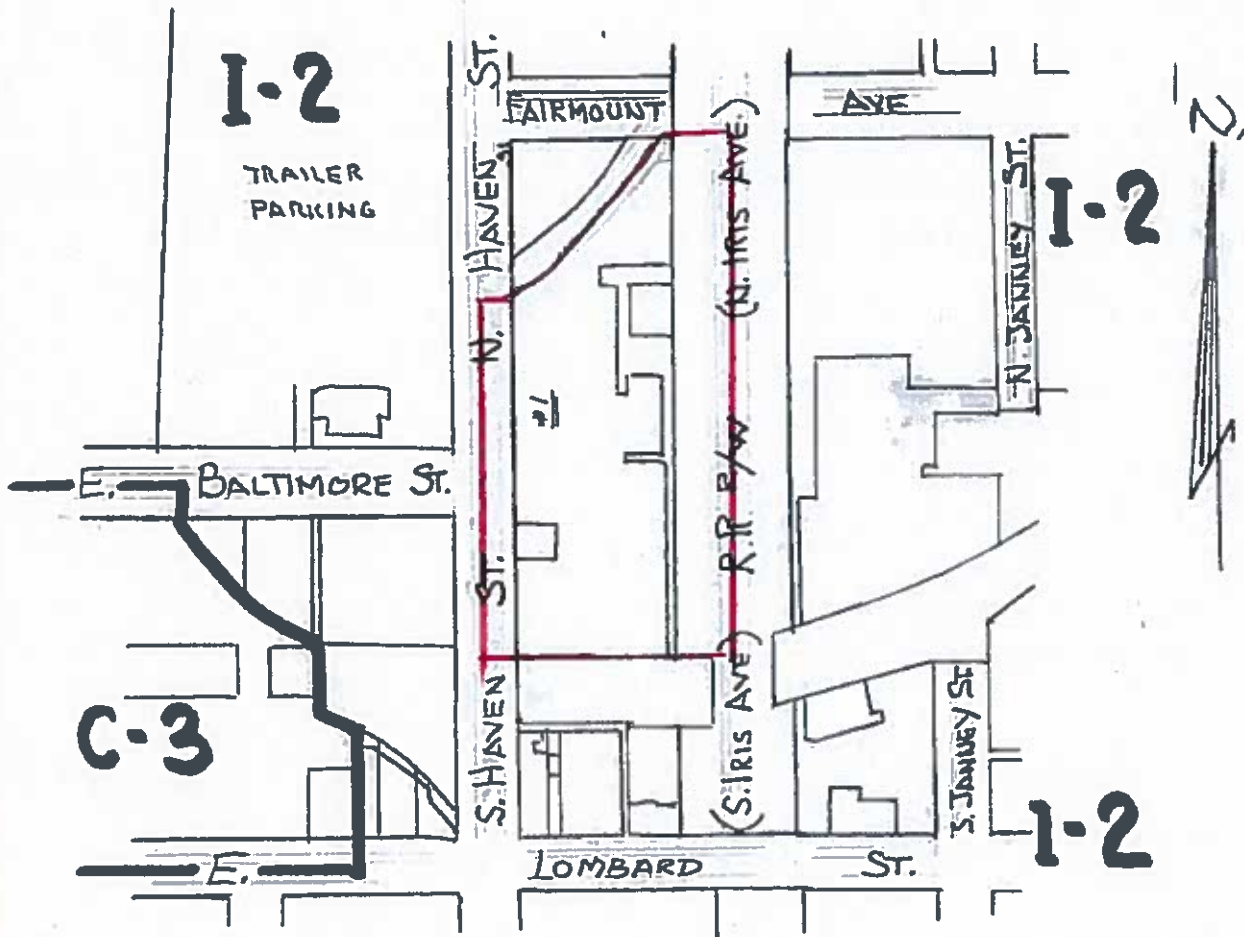 I-2
TRAILER
PARKING
N. HAVEN ST.
FAIRMOUNT AVE
(N. IRIS AVE.)
N. JANNEY ST.
I-2
#1
R.R R/W
E. BALTIMORE ST.
C-3
S. HAVEN ST.
(S. IRIS AVE)
S. JANNEY ST
I-2
E. LOMBARD ST.